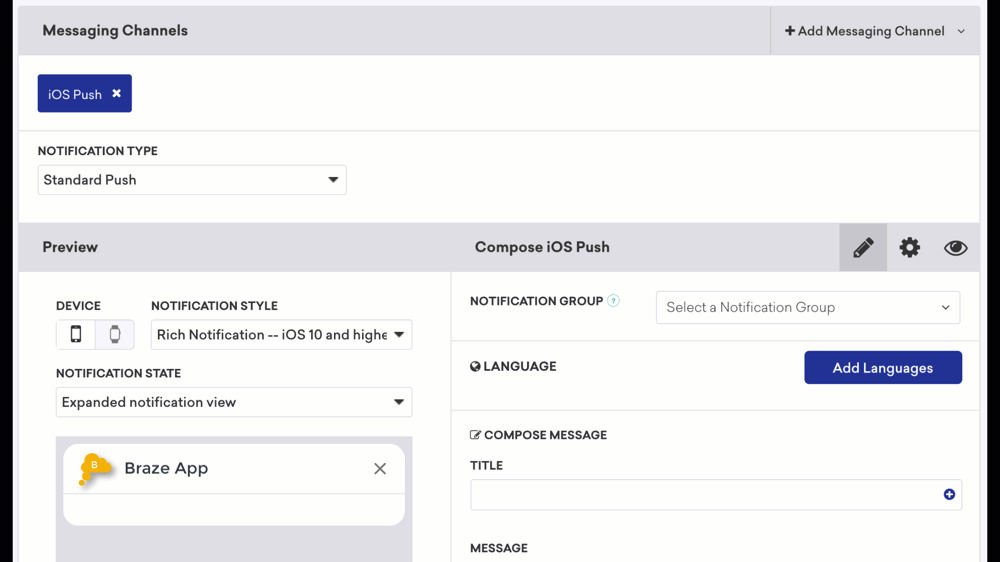 Messaging Channels
+ Add Messaging Channel
iOS Push ×
NOTIFICATION TYPE
Standard Push
Preview
Compose iOS Push
DEVICE
NOTIFICATION STYLE
Rich Notification -- iOS 10 and highe
NOTIFICATION STATE
Expanded notification view
B
Braze App
NOTIFICATION GROUP ?
Select a Notification Group
LANGUAGE
Add Languages
COMPOSE MESSAGE
TITLE
MESSAGE